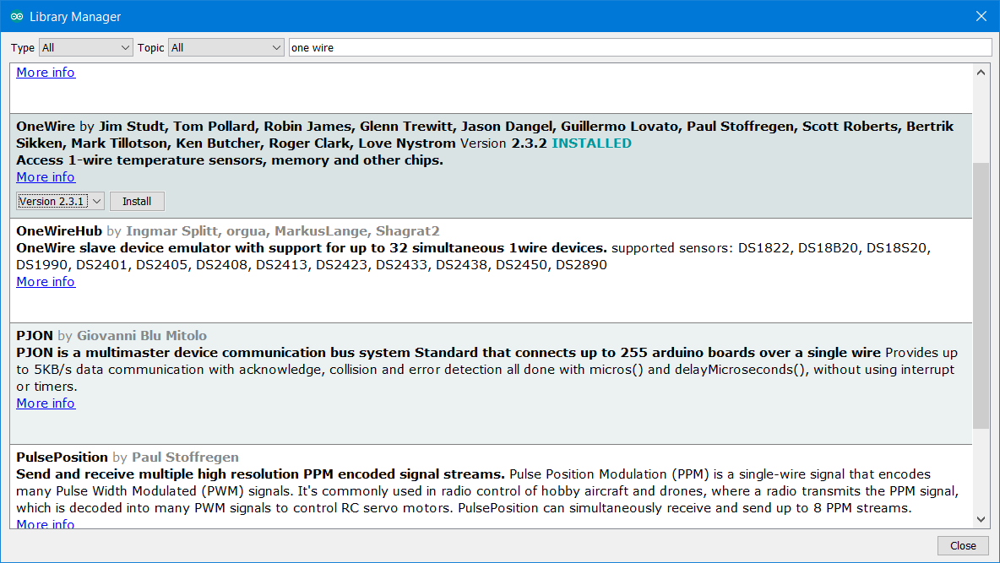 Library Manager
Type All Topic All one wire
More info
OneWire by Jim Studt, Tom Pollard, Robin James, Glenn Trewitt, Jason Dangel, Guillermo Lovato, Paul Stoffregen, Scott Roberts, Bertrik
Sikken, Mark Tillotson, Ken Butcher, Roger Clark, Love Nystrom Version 2.3.2 INSTALLED
Access 1-wire temperature sensors, memory and other chips.
More info
Version 2.3.1 Install
OneWireHub by Ingmar Splitt, orgua, MarkusLange, Shagrat2
OneWire slave device emulator with support for up to 32 simultaneous 1wire devices. supported sensors: DS1822, DS18B20, DS18S20,
DS1990, DS2401, DS2405, DS2408, DS2413, DS2423, DS2433, DS2438, DS2450, DS2890
More info
PJON by Giovanni Blu Mitolo
PJON is a multimaster device communication bus system Standard that connects up to 255 arduino boards over a single wire Provides up
to 5KB/s data communication with acknowledge, collision and error detection all done with micros() and delayMicroseconds(), without using interrupt
or timers.
More info
PulsePosition by Paul Stoffregen
Send and receive multiple high resolution PPM encoded signal streams. Pulse Position Modulation (PPM) is a single-wire signal that encodes
many Pulse Width Modulated (PWM) signals. It's commonly used in radio control of hobby aircraft and drones, where a radio transmits the PPM signal,
which is decoded into many PWM signals to control RC servo motors. PulsePosition can simultaneously receive and send up to 8 PPM streams.
More info
Close